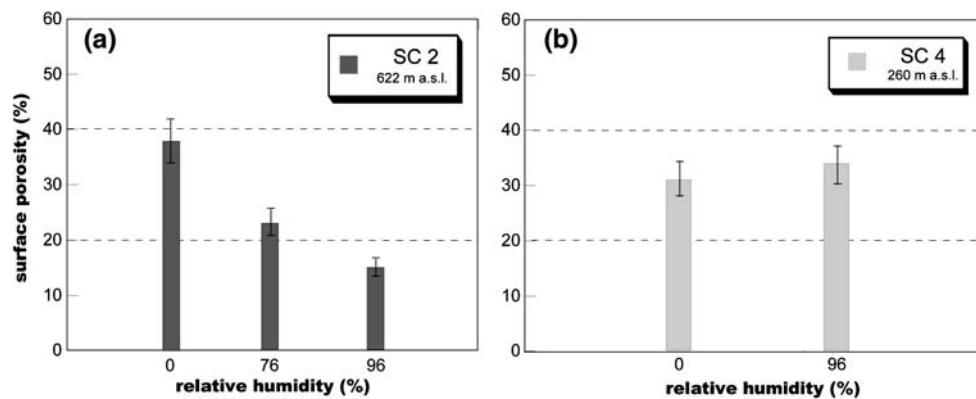 (a)
SC 2
622 m a.s.l.
surface porosity (%)
60
50
40
30
20
10
0
0 76 96
relative humidity (%)
(b)
SC 4
260 m a.s.l.
60
50
40
30
20
10
0
0 96
relative humidity (%)